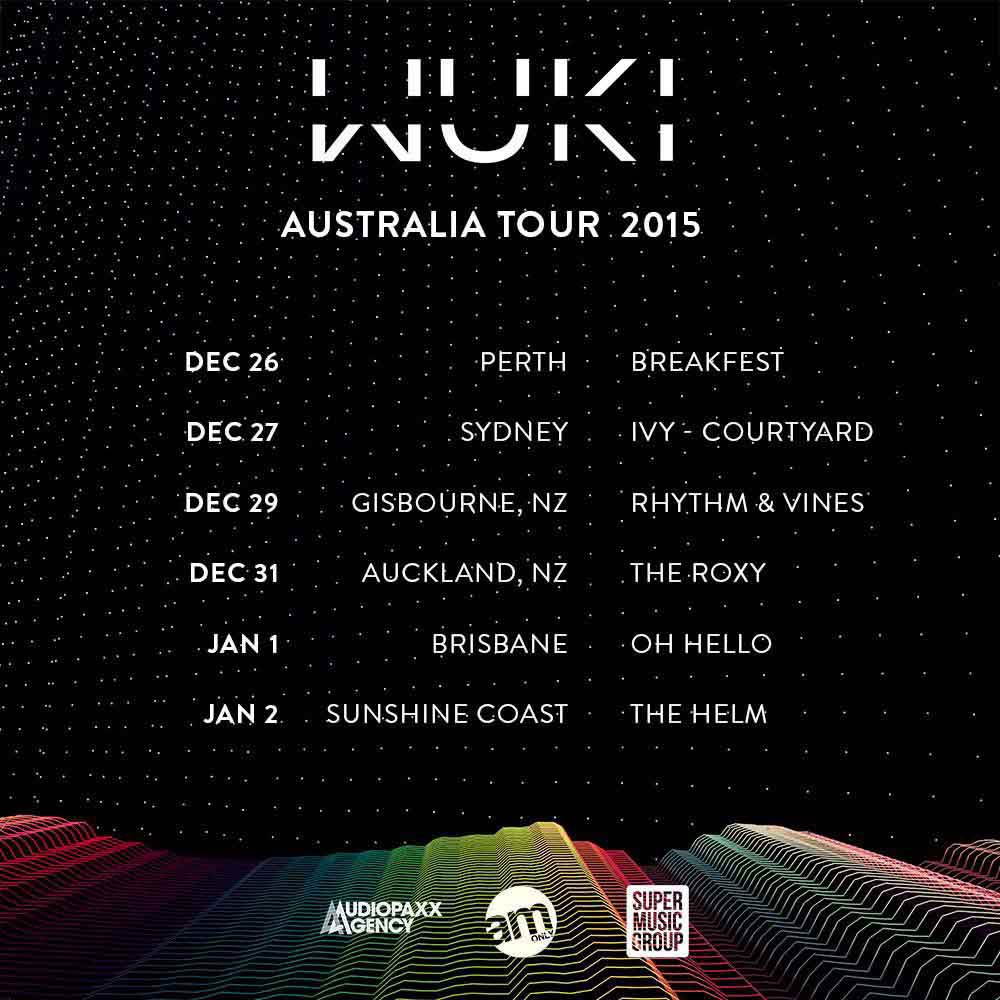 WUKI
AUSTRALIA TOUR 2015
DEC 26 PERTH BREAKFEST
DEC 27 SYDNEY IVY - COURTYARD
DEC 29 GISBOURNE, NZ RHYTHM & VINES
DEC 31 AUCKLAND, NZ THE ROXY
JAN 1 BRISBANE OH HELLO
JAN 2 SUNSHINE COAST THE HELM
AUDIOPAXX
AGENCY
am
ONLY
SUPER
MUSIC
GROUP